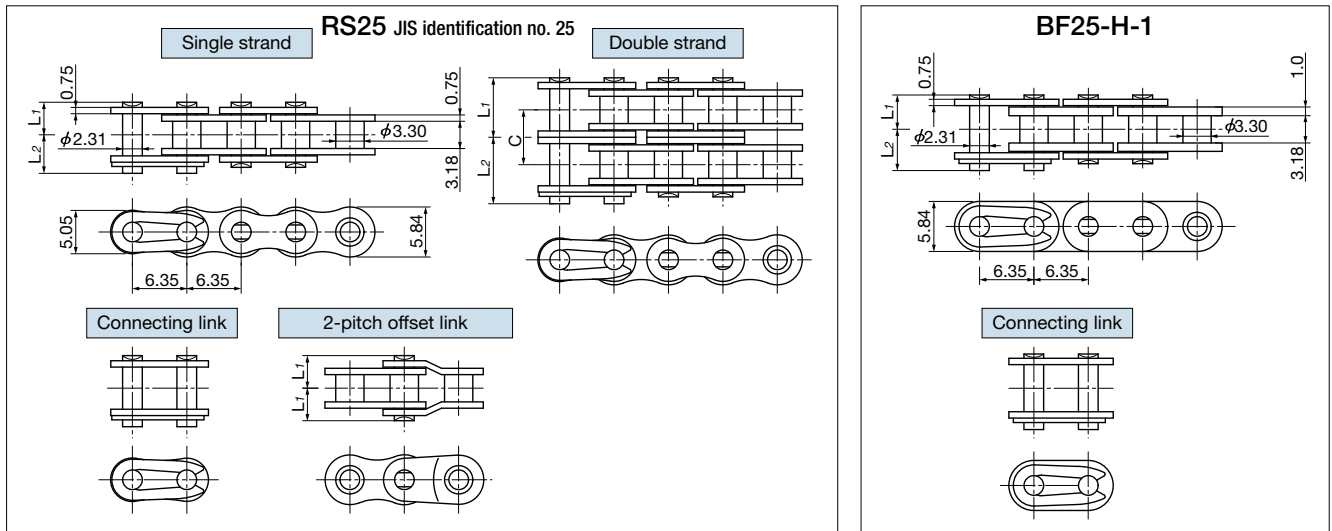 RS25 JIS identification no. 25
Single strand
Double strand
0.75
L1
L2
φ2.31
0.75
φ3.30
3.18
L1
C
L2
5.05
5.84
6.35
6.35
Connecting link
2-pitch offset link
L1
L1
BF25-H-1
0.75
L1
L2
φ2.31
1.0
φ3.30
3.18
5.84
6.35
6.35
Connecting link